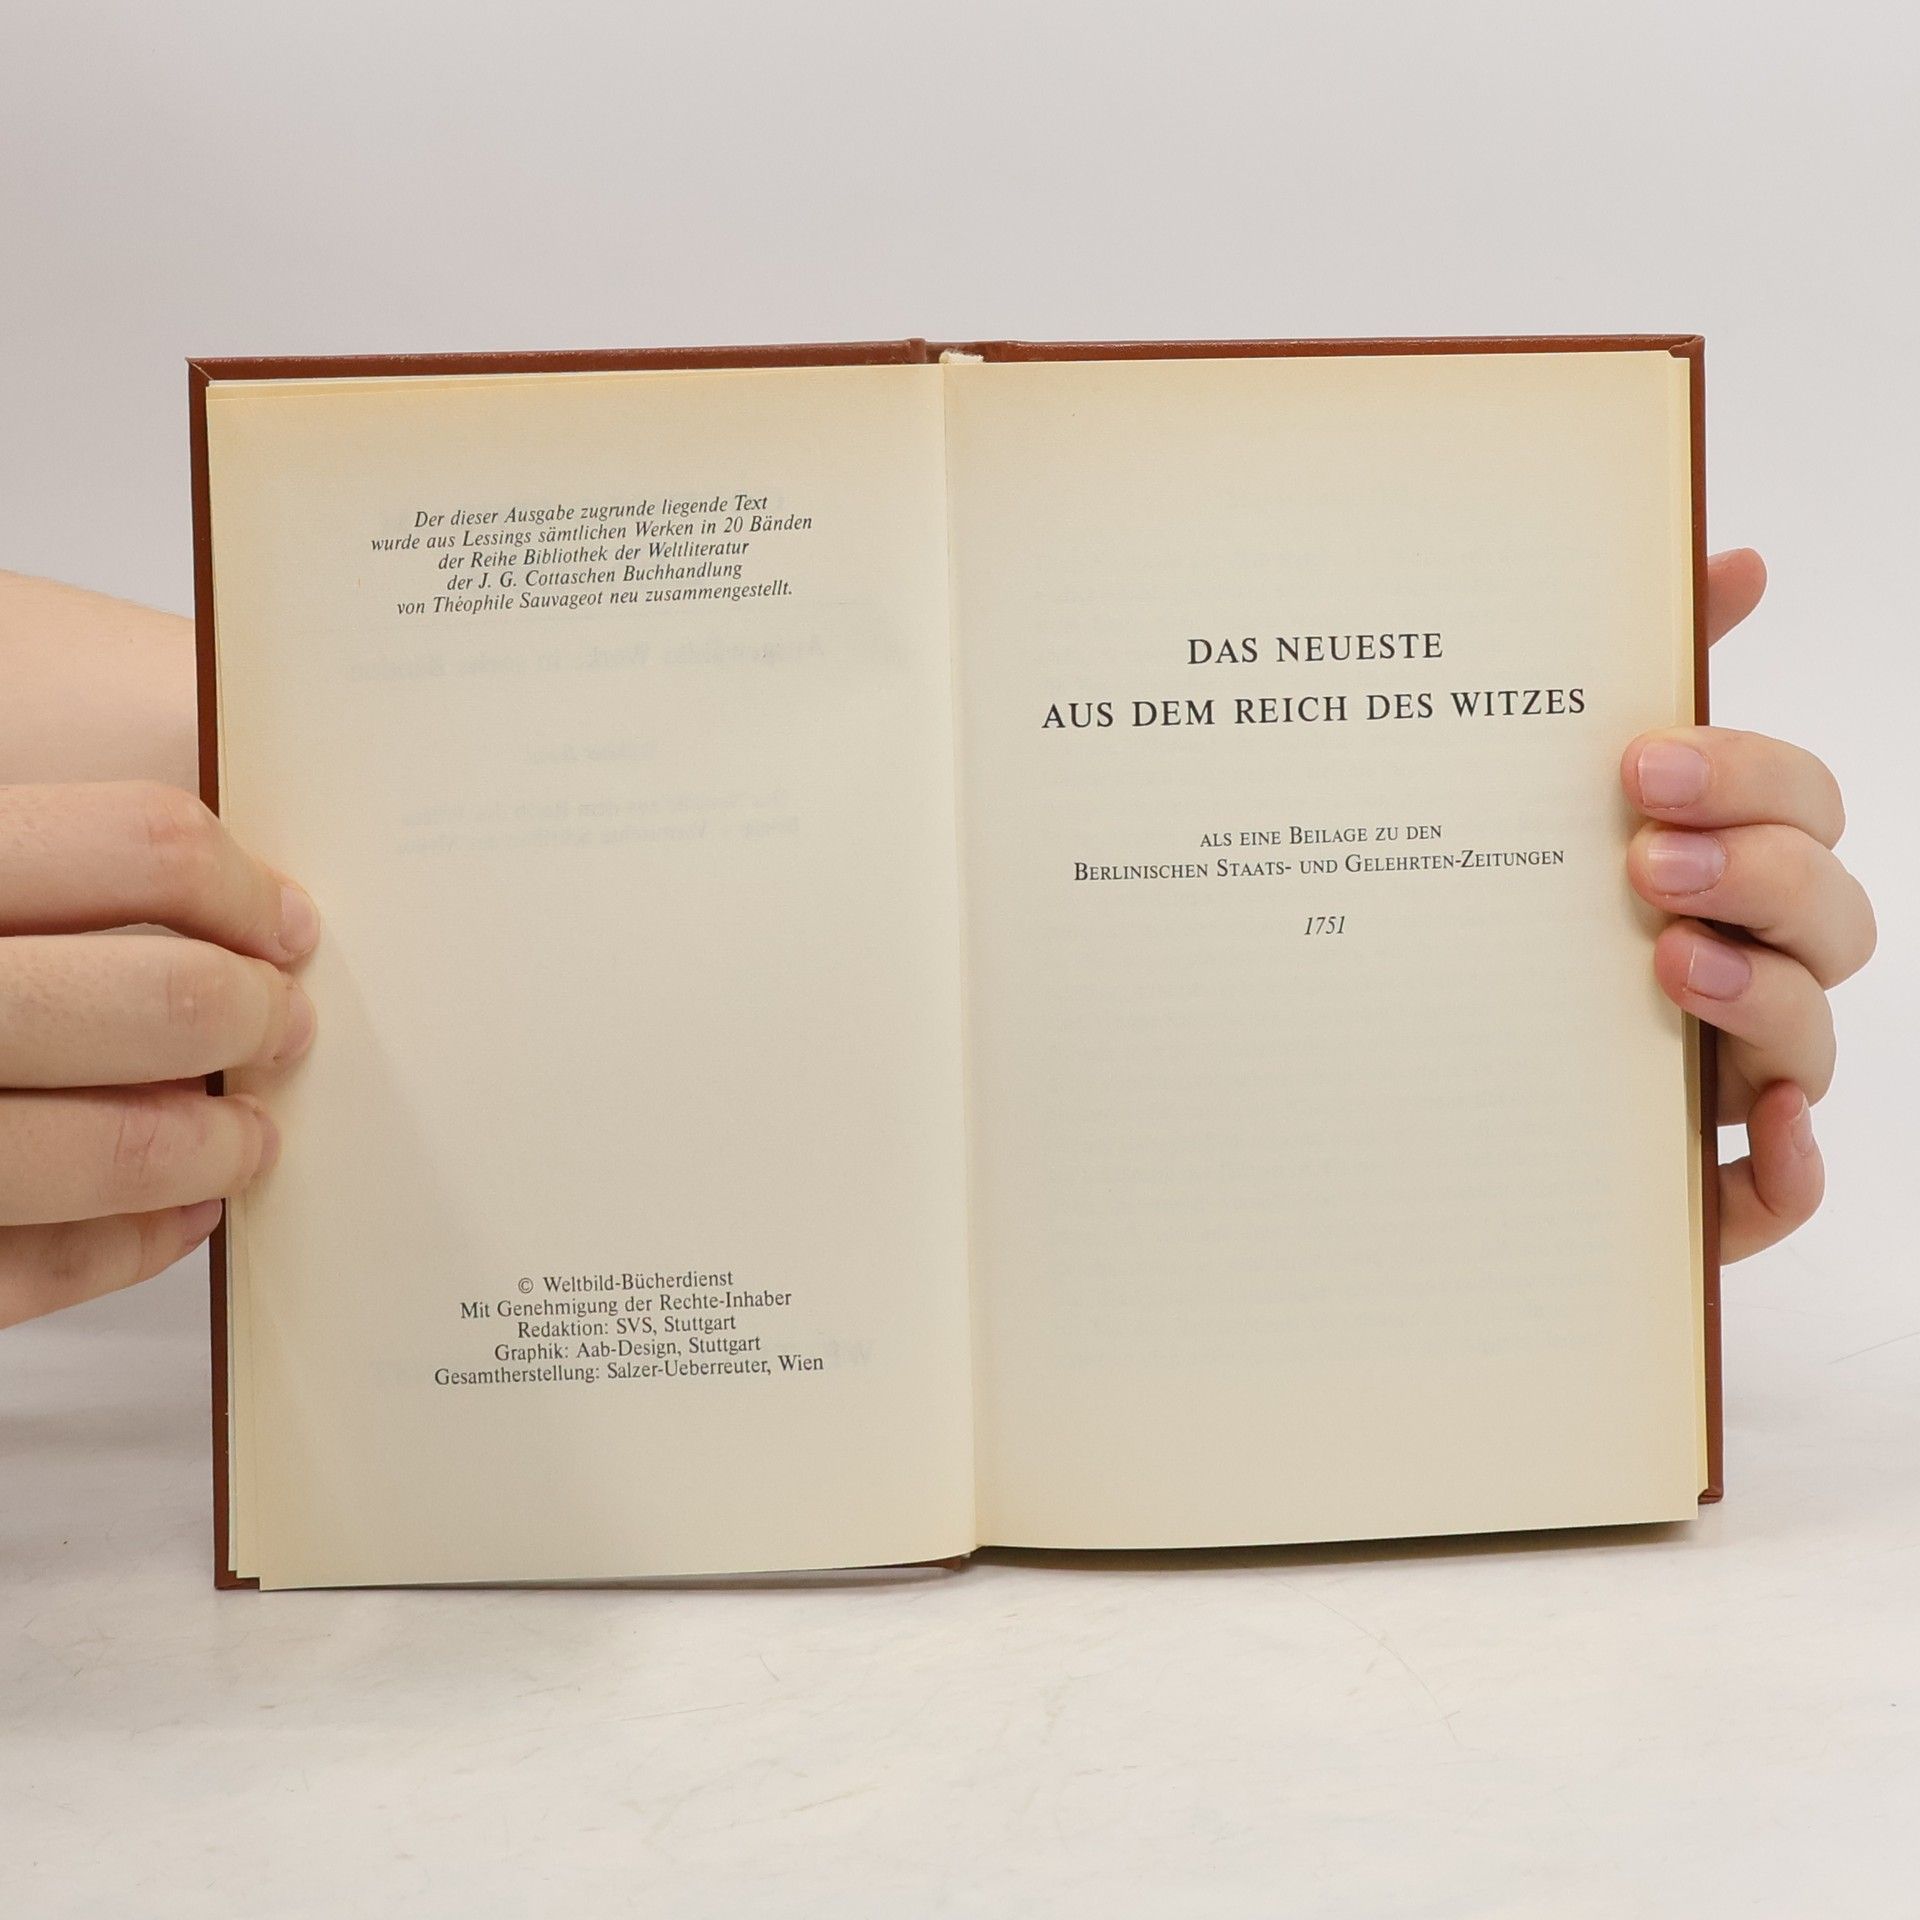 Der dieser Ausgabe zugrunde liegende Text
wurde aus Lessings sämtlichen Werken in 20 Bänden
der Reihe Bibliothek der Weltliteratur
der J. G. Cottaschen Buchhandlung
von Théophile Sauvageot neu zusammengestellt.
© Weltbild-Bücherdienst
Mit Genehmigung der Rechte-Inhaber
Redaktion: SVS, Stuttgart
Graphik: Aab-Design, Stuttgart
Gesamtherstellung: Salzer-Ueberreuter, Wien
DAS NEUESTE
AUS DEM REICH DES WITZES
ALS EINE BEILAGE ZU DEN
BERLINISCHEN STAATS- UND GELEHRTEN-ZEITUNGEN
1751